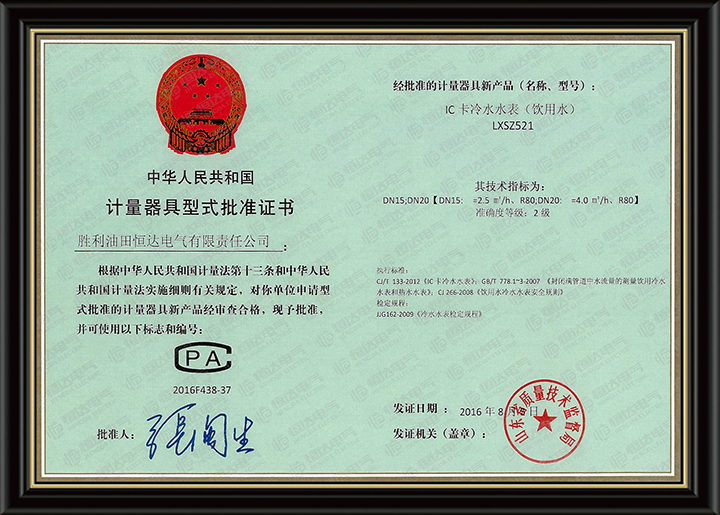 中华人民共和国
计量器具型式批准证书
胜利油田恒达电气有限责任公司：
根据中华人民共和国计量法第十三条和中华人民
共和国计量法实施细则有关规定，对你单位申请型
式批准的计量器具新产品经审查合格，现予批准，
并可使用以下标志和编号：
CPA
2016F438-37
批准人：
经批准的计量器具新产品（名称、型号）：
IC 卡冷水水表（饮用水）
LXSZ521
其技术指标为：
DN15;DN20【DN15: =2.5 m³/h、R80;DN20: =4.0 m³/h、R80】
准确度等级：2 级
执行标准：
CJ/T 133-2012《IC 卡冷水水表》；GB/T 778.1~3-2007 《封闭满管道中水流量的测量饮用冷水
水表和热水水表》；CJ 266-2008《饮用水冷水水表安全规则》
检定规程：
JJG162-2009《冷水水表检定规程》
发证日期： 2016 年 8 月 日
发证机关（盖章）：
山东省质量技术监督局